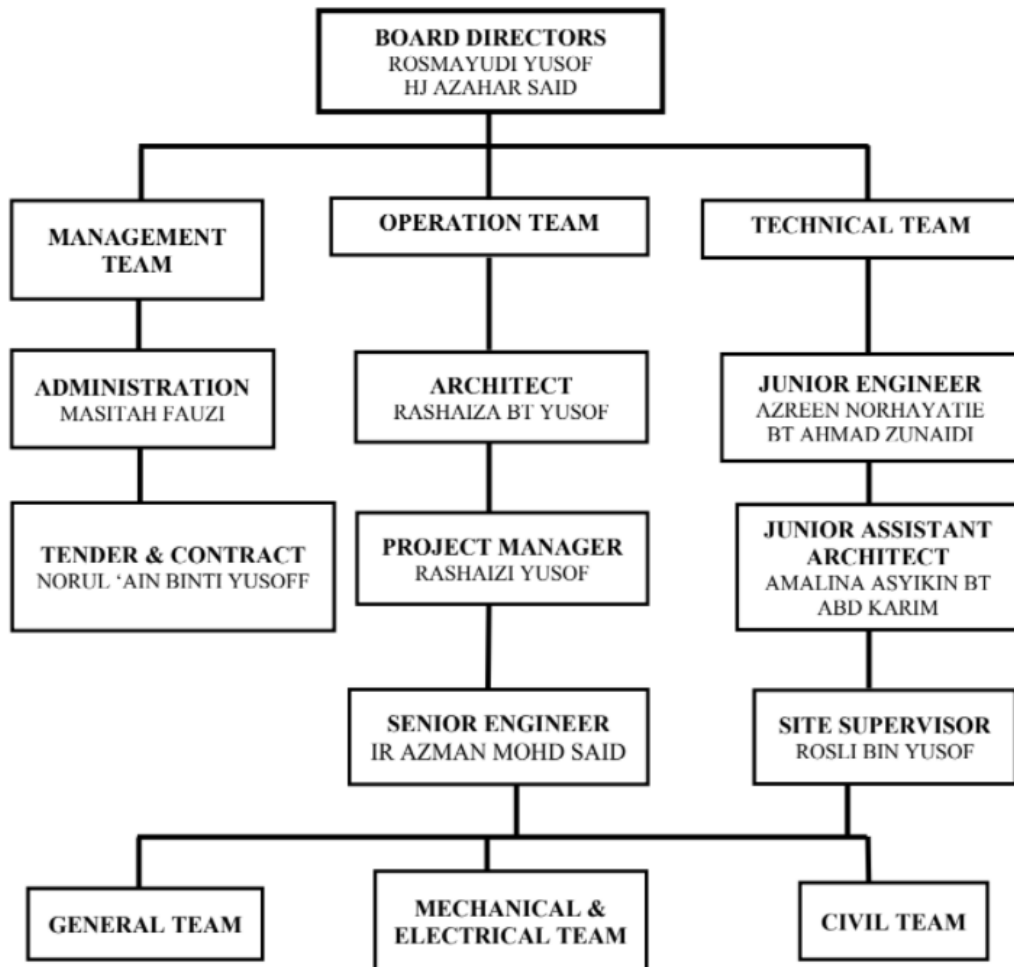 BOARD DIRECTORS
ROSMAYUDI YUSOF
HJ AZAHAR SAID
MANAGEMENT
TEAM
OPERATION TEAM
TECHNICAL TEAM
ADMINISTRATION
MASITAH FAUZI
ARCHITECT
RASHAIZA BT YUSOF
JUNIOR ENGINEER
AZREEN NORHAYATIE
BT AHMAD ZUNAIDI
TENDER & CONTRACT
NORUL ‘AIN BINTI YUSOFF
PROJECT MANAGER
RASHAIZI YUSOF
JUNIOR ASSISTANT
ARCHITECT
AMALINA ASYIKIN BT
ABD KARIM
SENIOR ENGINEER
IR AZMAN MOHD SAID
SITE SUPERVISOR
ROSLI BIN YUSOF
GENERAL TEAM
MECHANICAL &
ELECTRICAL TEAM
CIVIL TEAM